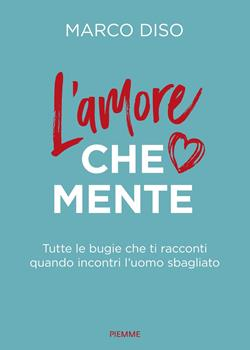 MARCO DISO
L'amore
CHE
MENTE
Tutte le bugie che ti racconti
quando incontri l'uomo sbagliato
PIEMME